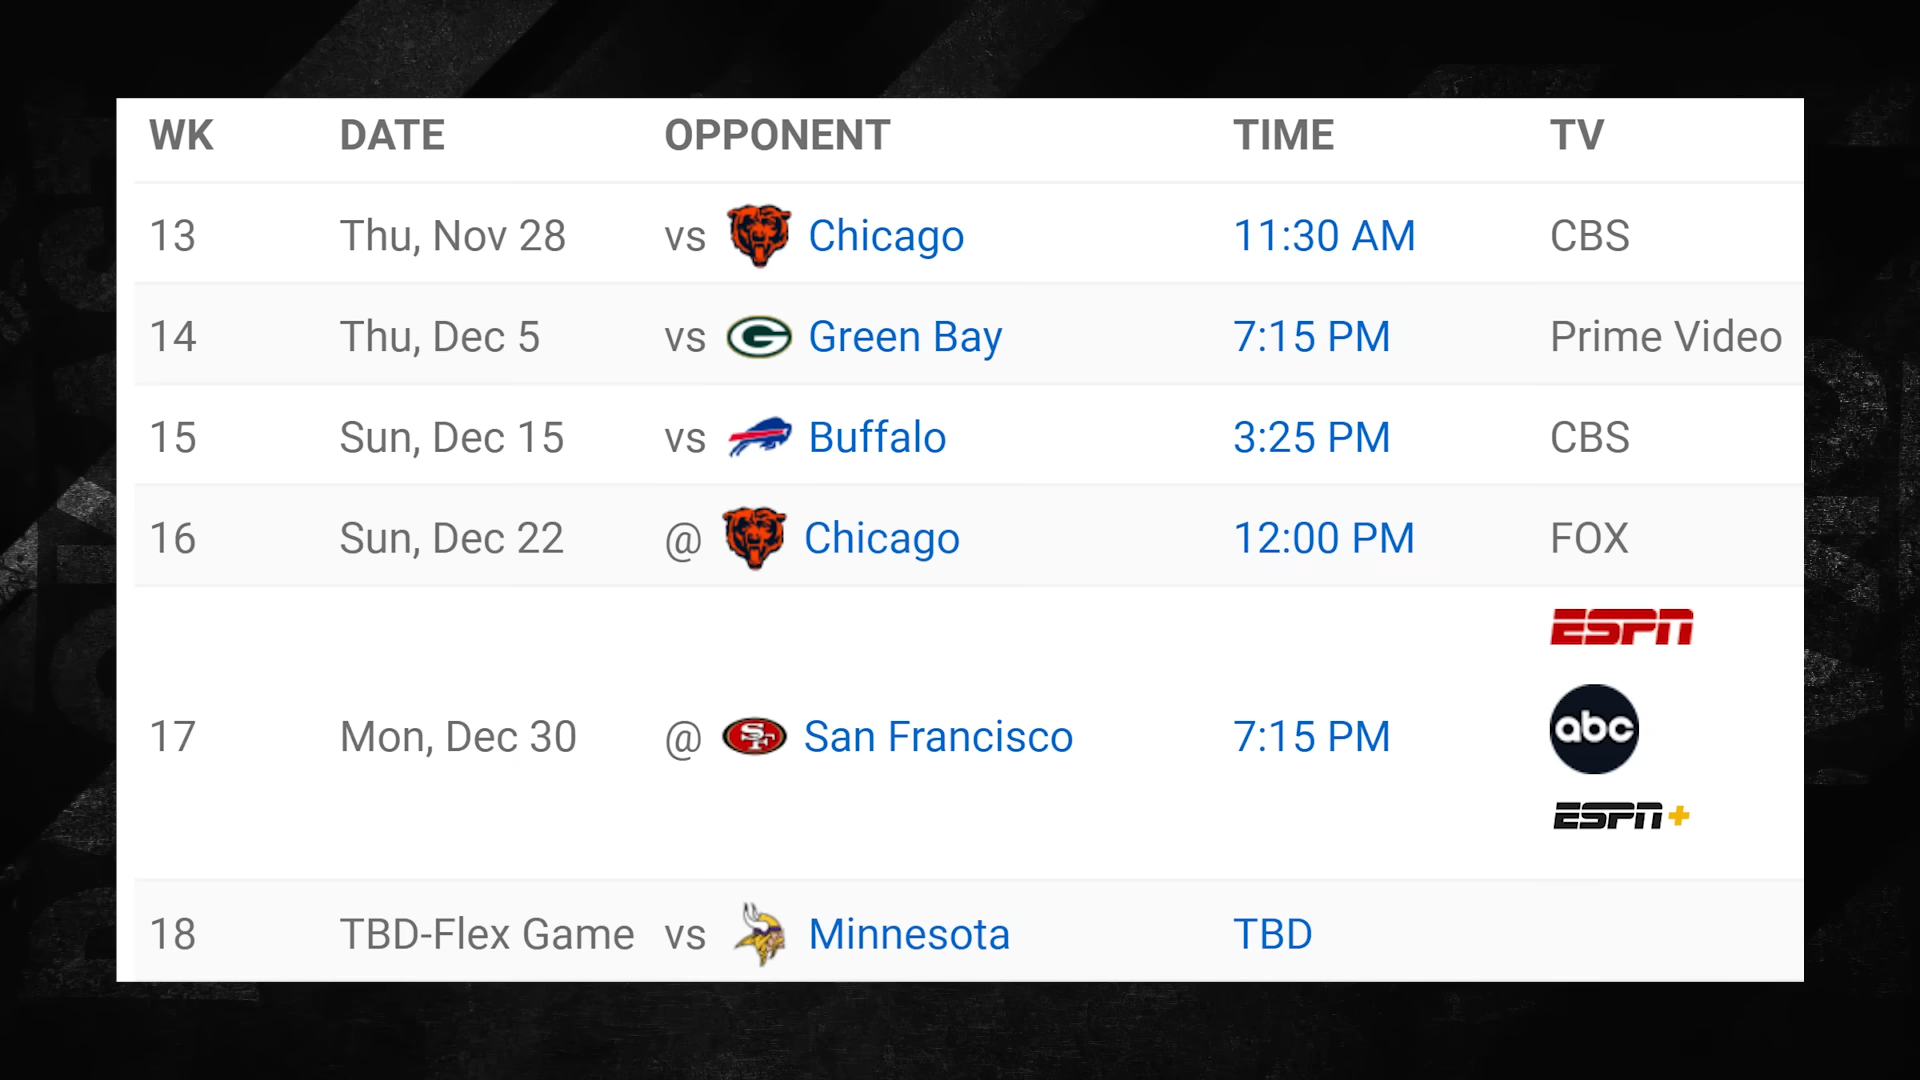 WK DATE OPPONENT TIME TV
13 Thu, Nov 28 vs Chicago 11:30 AM CBS
14 Thu, Dec 5 vs G Green Bay 7:15 PM Prime Video
15 Sun, Dec 15 vs Buffalo 3:25 PM CBS
16 Sun, Dec 22 @ Chicago 12:00 PM FOX
ESPN
17 Mon, Dec 30 @ SF San Francisco 7:15 PM abc
ESPN+
18 TBD-Flex Game vs Minnesota TBD